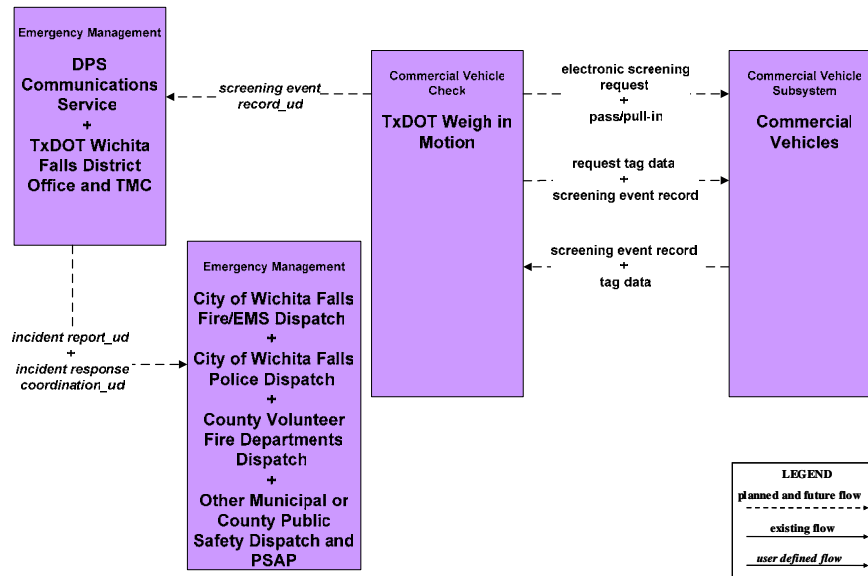 Emergency Management
DPS
Communications
Service
+
TxDOT Wichita
Falls District
Office and TMC
screening event
record_ud
Commercial Vehicle
Check
TxDOT Weigh in
Motion
electronic screening
request
+
pass/pull-in
request tag data
+
screening event record
screening event record
+
tag data
Commercial Vehicle
Subsystem
Commercial
Vehicles
incident report_ud
+
incident response
coordination_ud
Emergency Management
City of Wichita Falls
Fire/EMS Dispatch
+
City of Wichita Falls
Police Dispatch
+
County Volunteer
Fire Departments
Dispatch
+
Other Municipal or
County Public
Safety Dispatch and
PSAP
LEGEND
planned and future flow
existing flow
user defined flow